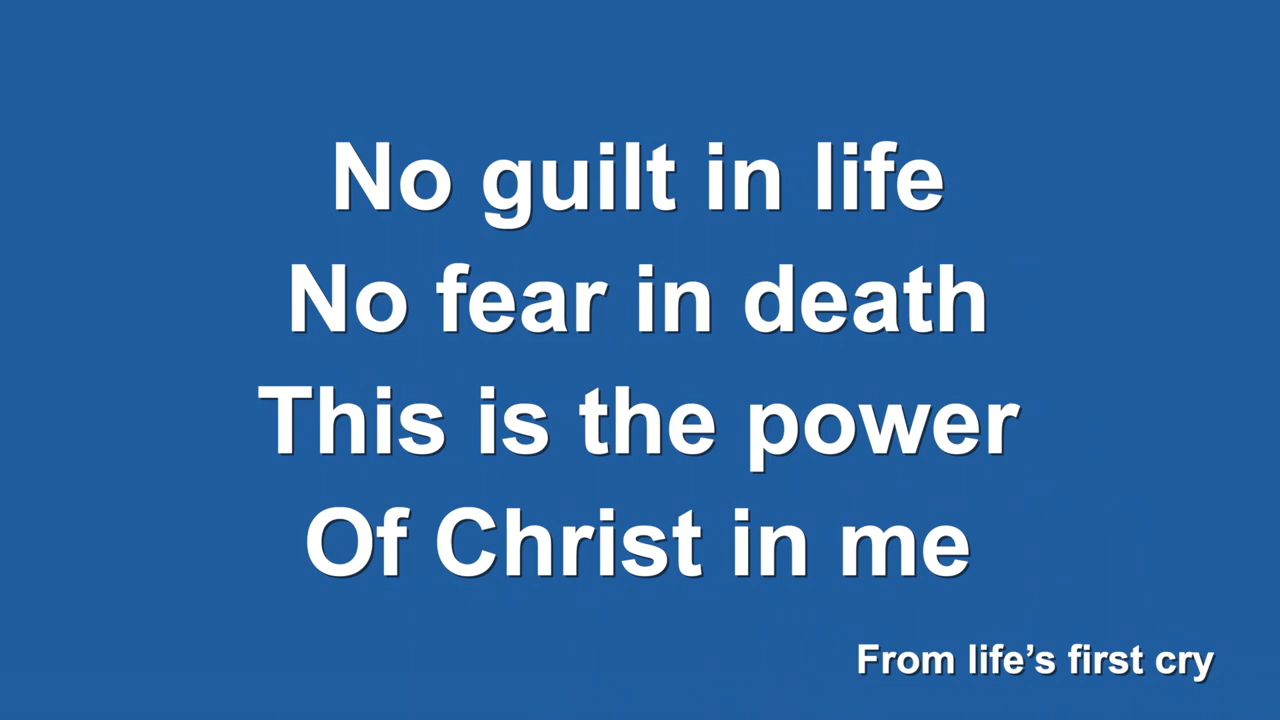 No guilt in life
No fear in death
This is the power
Of Christ in me
From life’s first cry